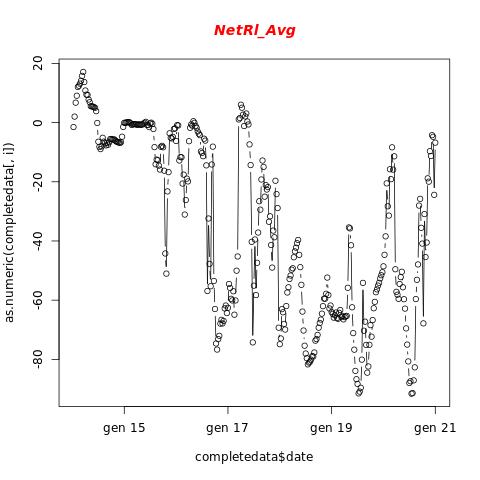 NetRl_Avg
as.numeric(completedata[, i])
20
0
-20
-40
-60
-80
gen 15
gen 17
gen 19
gen 21
completedata$date